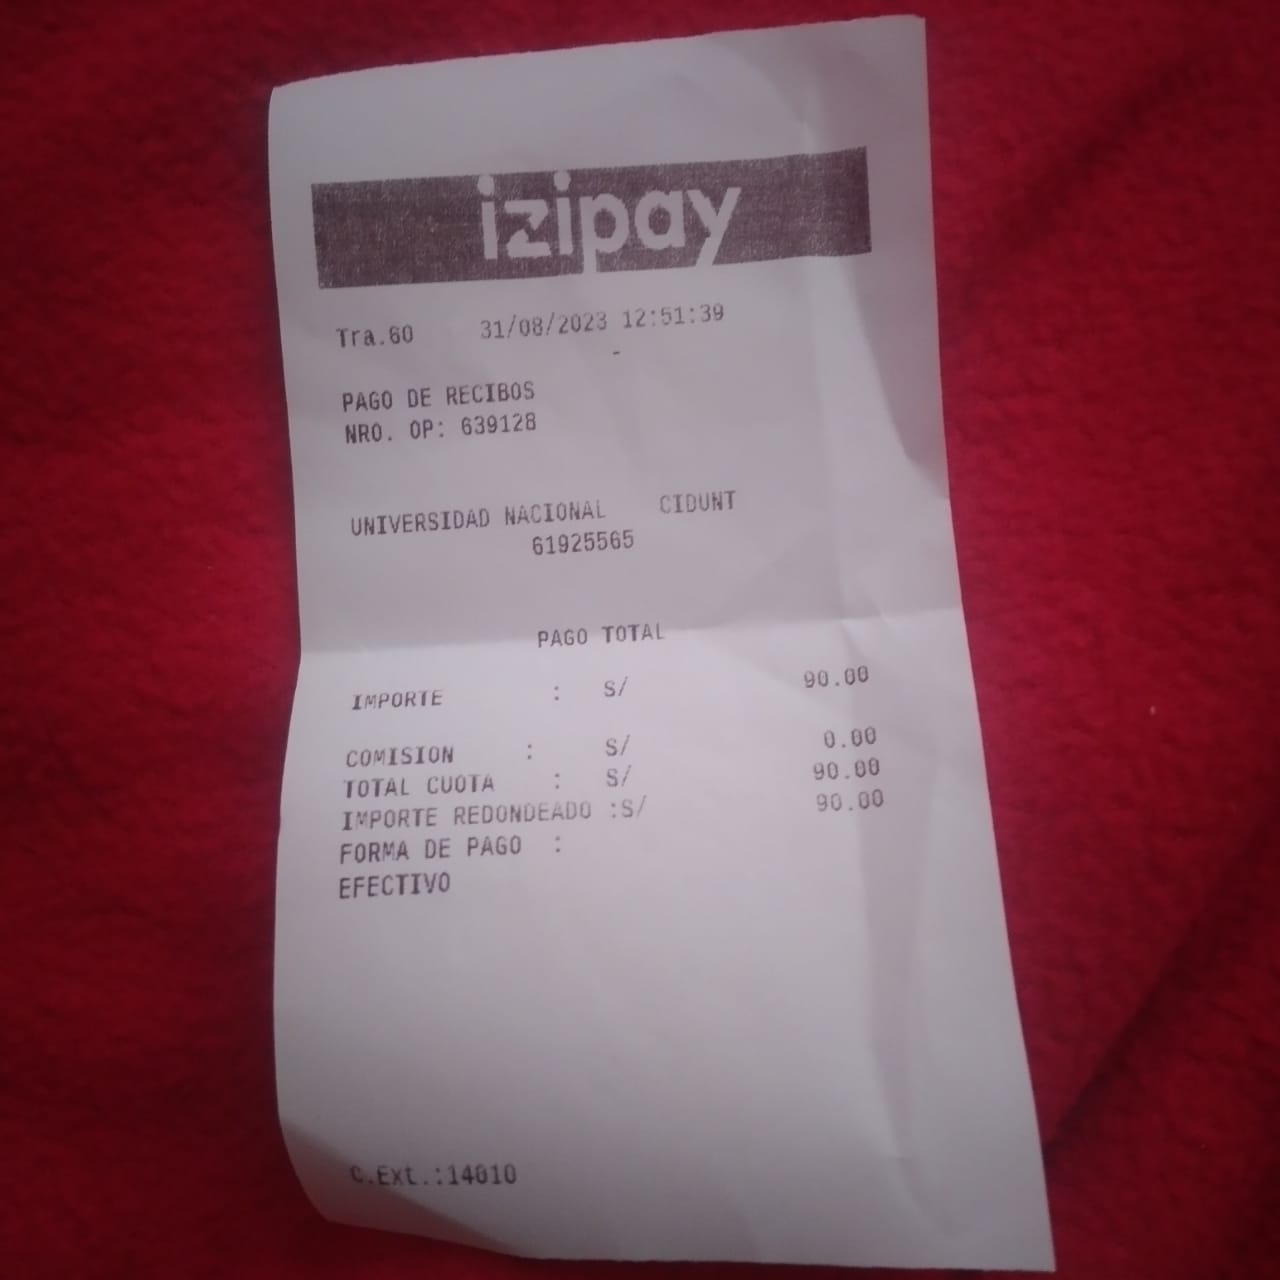 izipay
Tra.60 31/08/2023 12:51:39
-
PAGO DE RECIBOS
NRO. OP: 639128
UNIVERSIDAD NACIONAL CIDUNT
61925565
PAGO TOTAL
IMPORTE : S/ 90.00
COMISION : S/ 0.00
TOTAL CUOTA : S/ 90.00
IMPORTE REDONDEADO :S/ 90.00
FORMA DE PAGO :
EFECTIVO
C.Ext.:14010